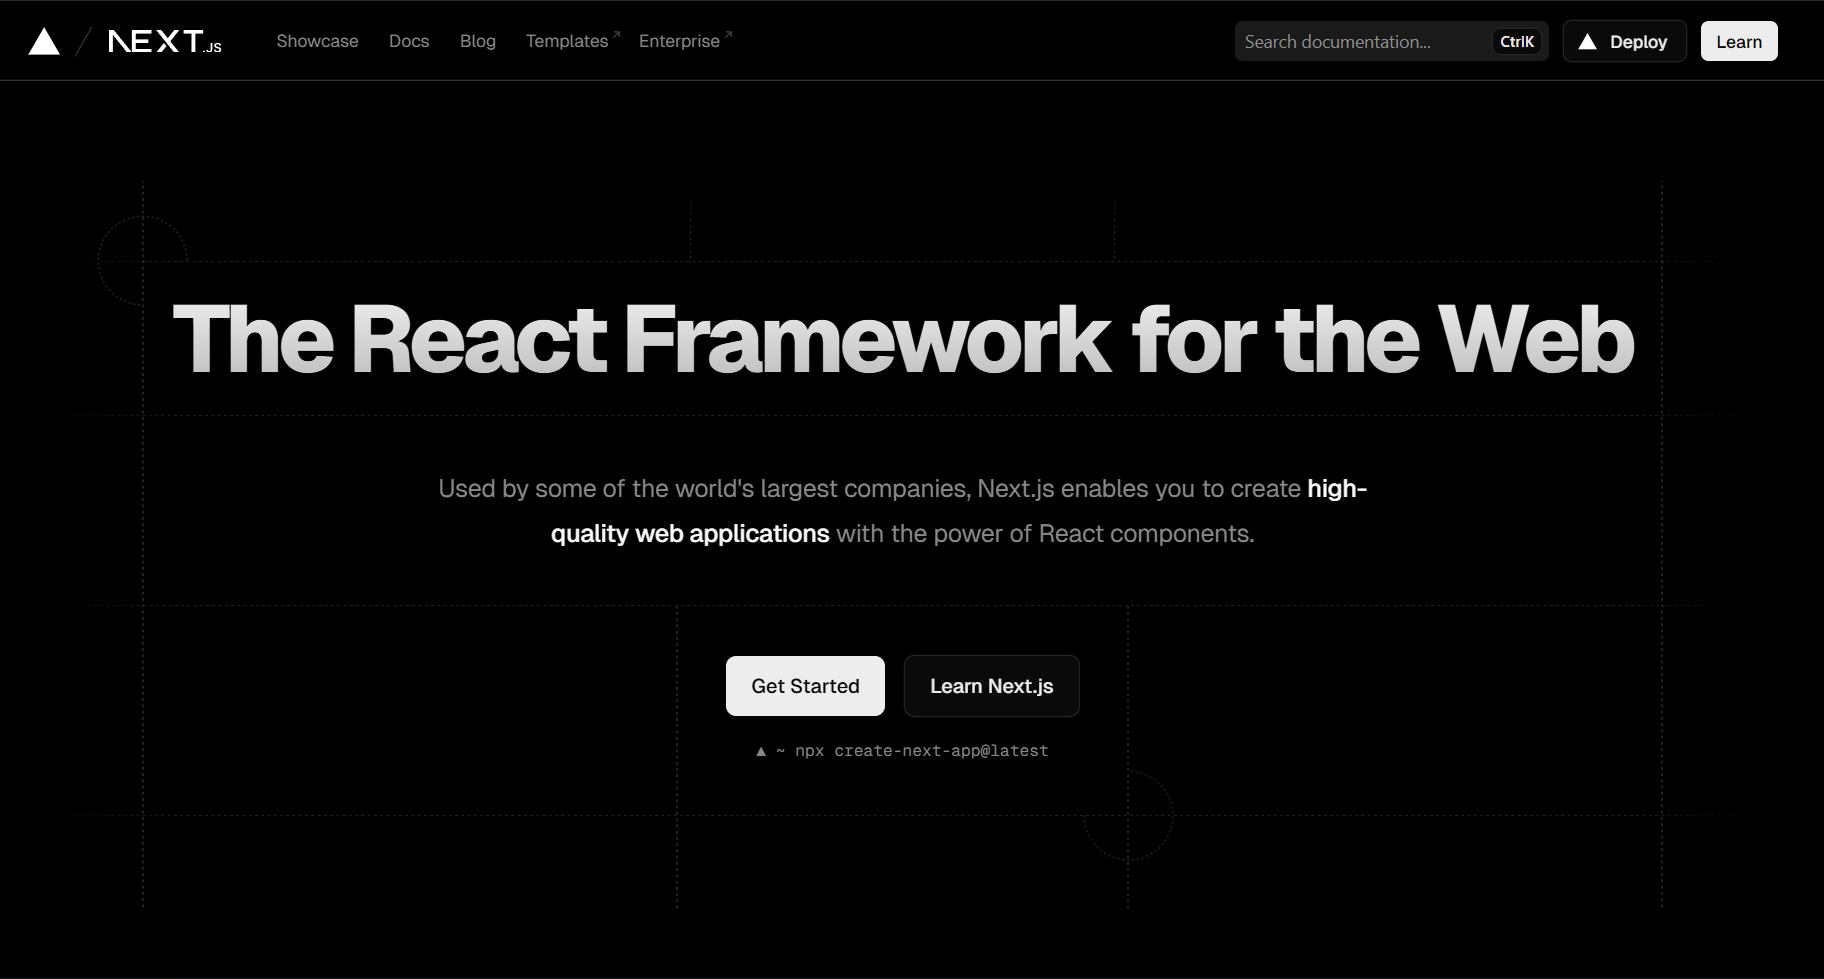 NEXT.JS
Showcase
Docs
Blog
Templates
Enterprise
Search documentation...
CtrlK
Deploy
Learn
The React Framework for the Web
Used by some of the world's largest companies, Next.js enables you to create high-
quality web applications with the power of React components.
Get Started
Learn Next.js
▲ ~ npx create-next-app@latest